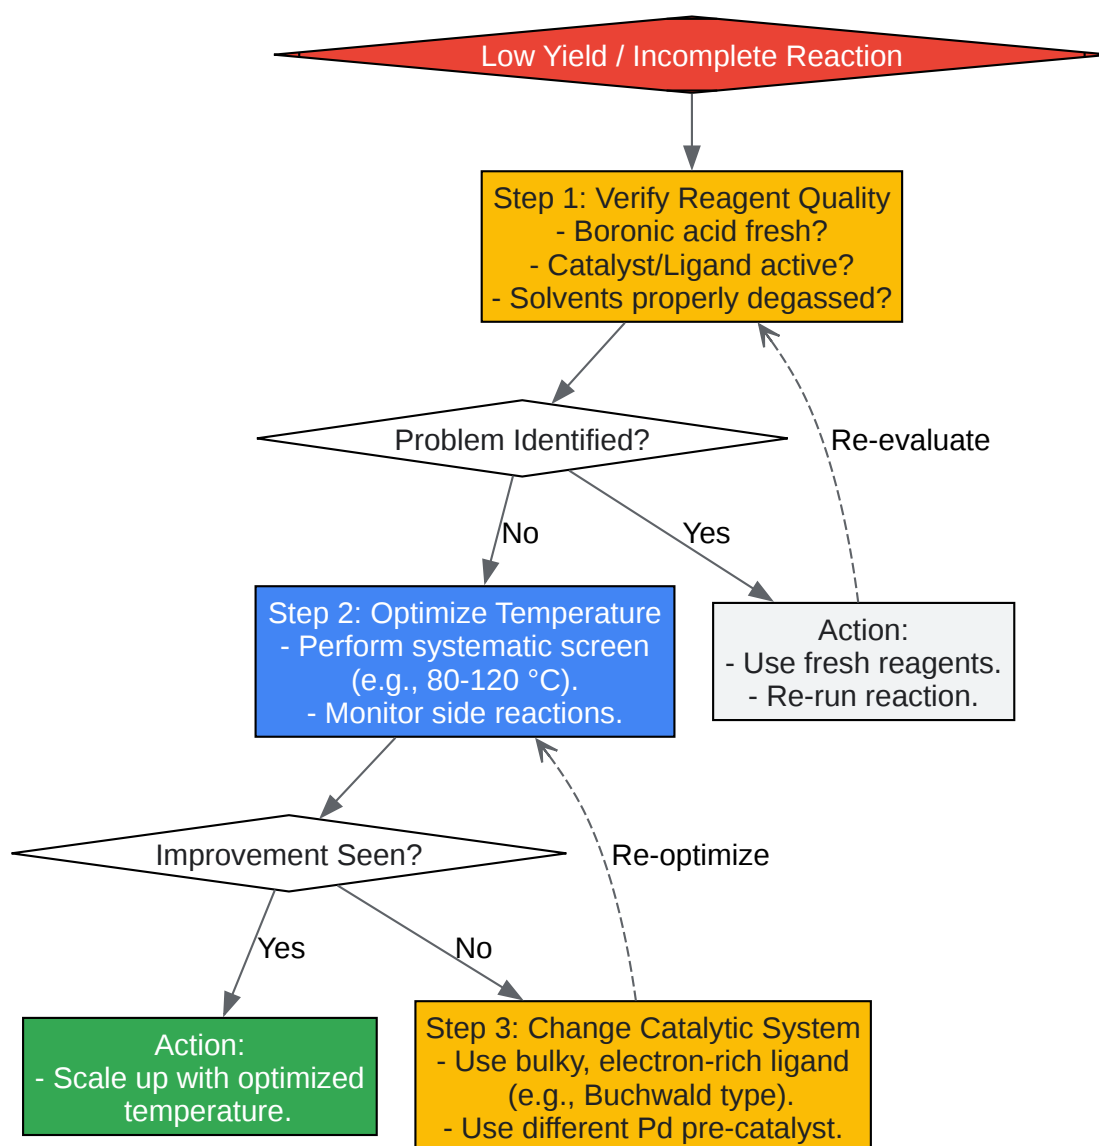 Low Yield / Incomplete Reaction
Step 1: Verify Reagent Quality
- Boronic acid fresh?
- Catalyst/Ligand active?
- Solvents properly degassed?
Problem Identified?
Re-evaluate
No
Yes
Step 2: Optimize Temperature
- Perform systematic screen
(e.g., 80-120 °C).
- Monitor side reactions.
Action:
- Use fresh reagents.
- Re-run reaction.
Improvement Seen?
Re-optimize
Yes
No
Action:
- Scale up with optimized
temperature.
Step 3: Change Catalytic System
- Use bulky, electron-rich ligand
(e.g., Buchwald type).
- Use different Pd pre-catalyst.